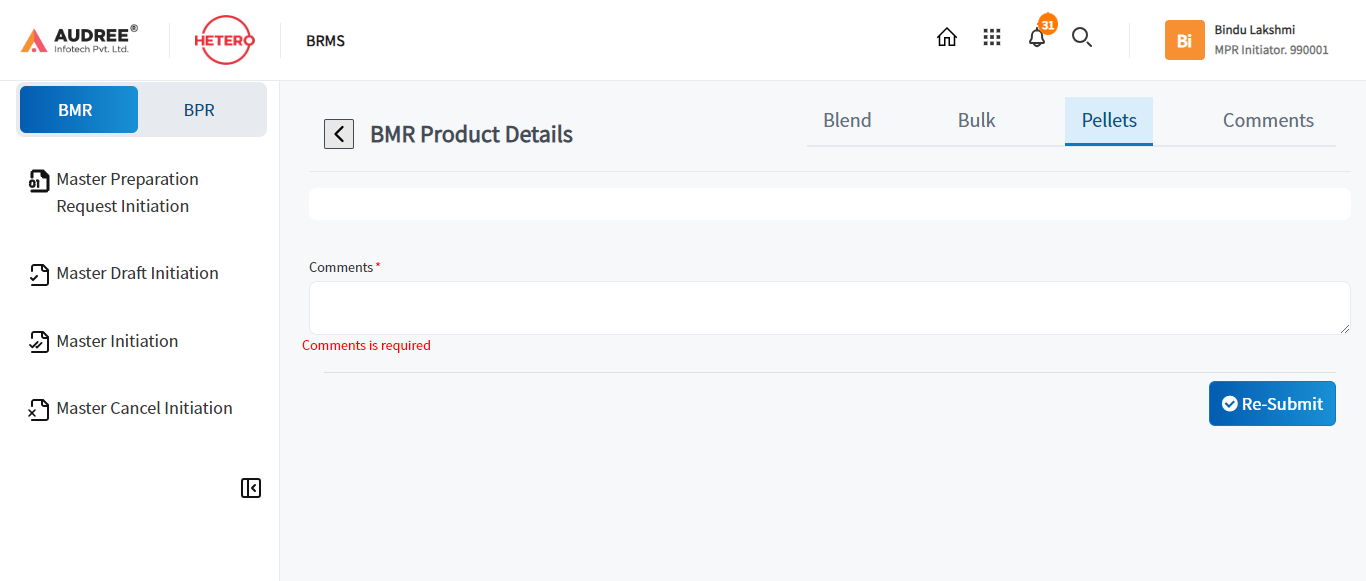 AUDREE®
Infotech Pvt. Ltd.
HETERO
BRMS
31
Bi
Bindu Lakshmi
MPR Initiator. 990001
BMR
BPR
Master Preparation
Request Initiation
Master Draft Initiation
Master Initiation
Master Cancel Initiation
BMR Product Details
Blend
Bulk
Pellets
Comments
Comments *
Comments is required
Re-Submit